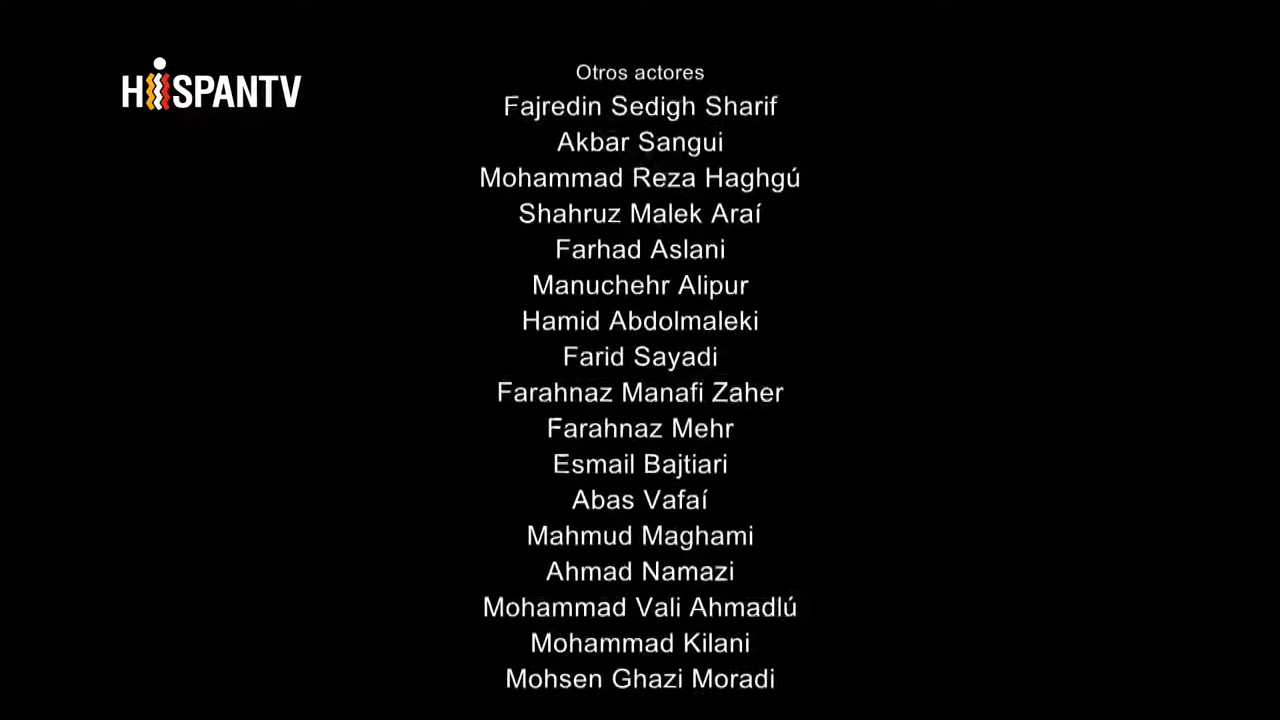 HISPANTV
Otros actores
Fajredin Sedigh Sharif
Akbar Sangui
Mohammad Reza Haghgú
Shahruz Malek Araí
Farhad Aslani
Manuchehr Alipur
Hamid Abdolmaleki
Farid Sayadi
Farahnaz Manafi Zaher
Farahnaz Mehr
Esmail Bajtiari
Abas Vafaí
Mahmud Maghami
Ahmad Namazi
Mohammad Vali Ahmadlú
Mohammad Kilani
Mohsen Ghazi Moradi